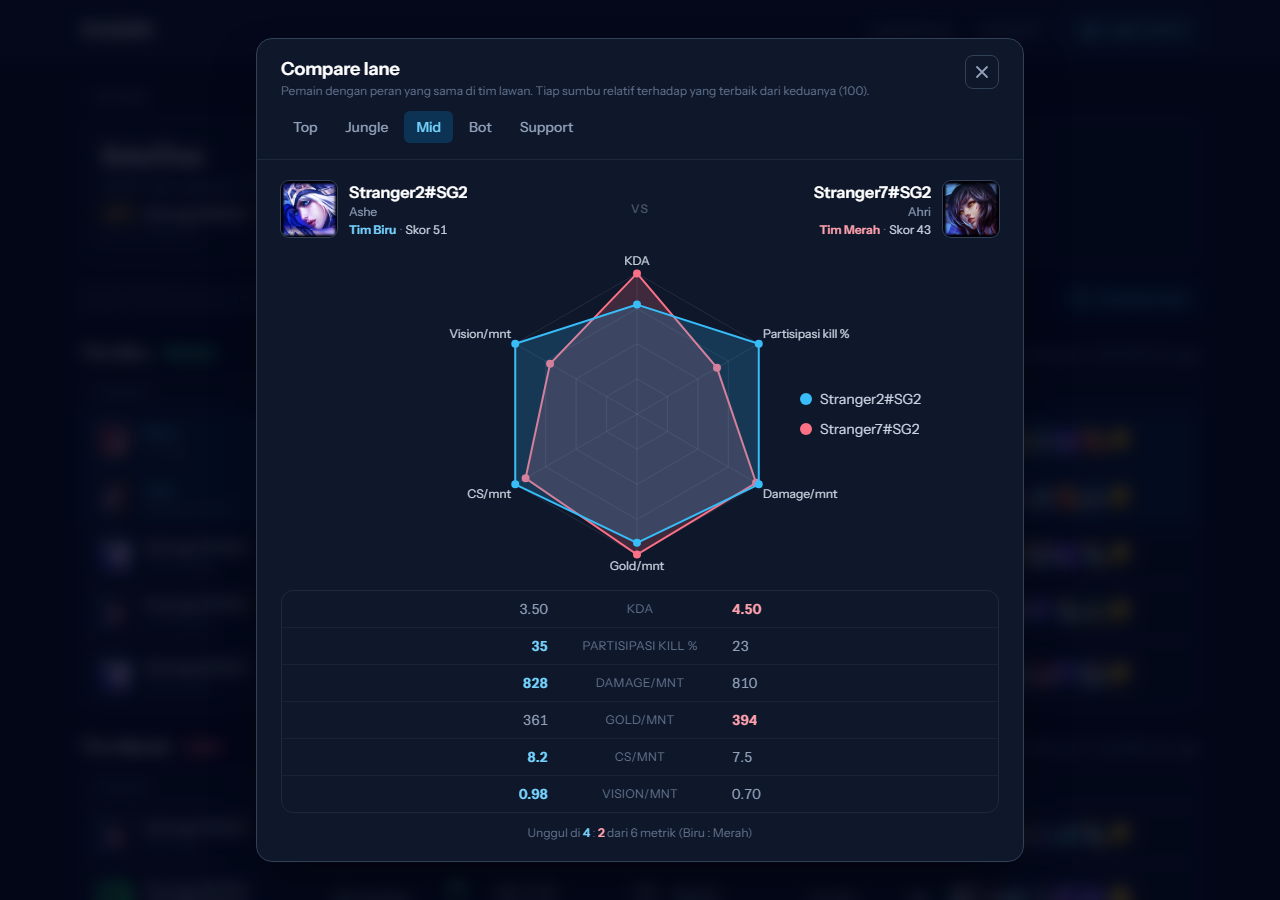 Compare lane
Pemain dengan peran yang sama di tim lawan. Tiap sumbu relatif terhadap yang terbaik dari keduanya (100).
Top Jungle Mid Bot Support
Stranger2#SG2
Ashe
Tim Biru · Skor 51
VS
Stranger7#SG2
Ahri
Tim Merah · Skor 43
KDA
Vision/mnt
Partisipasi kill %
CS/mnt
Damage/mnt
Gold/mnt
Stranger2#SG2
Stranger7#SG2
3.50 KDA 4.50
35 PARTISIPASI KILL % 23
828 DAMAGE/MNT 810
361 GOLD/MNT 394
8.2 CS/MNT 7.5
0.98 VISION/MNT 0.70
Unggul di 4 : 2 dari 6 metrik (Biru : Merah)